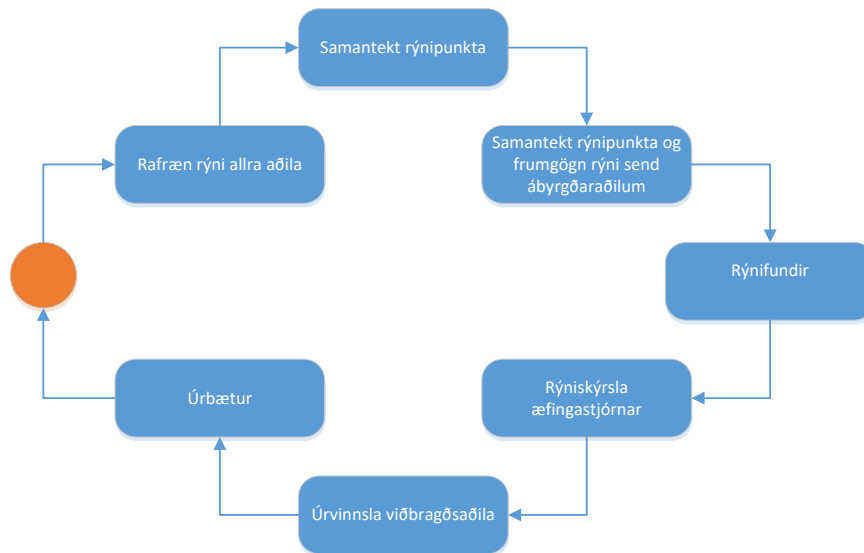 Samantekt rýnipunkta
Rafræn rýni allra aðila
Samantekt rýnipunkta og
frumgögn rýni send
ábyrgðaraðilum
Rýnifundir
Rýniskýrsla
æfingastjórnar
Úrvinnsla viðbragðsaðila
Úrbætur